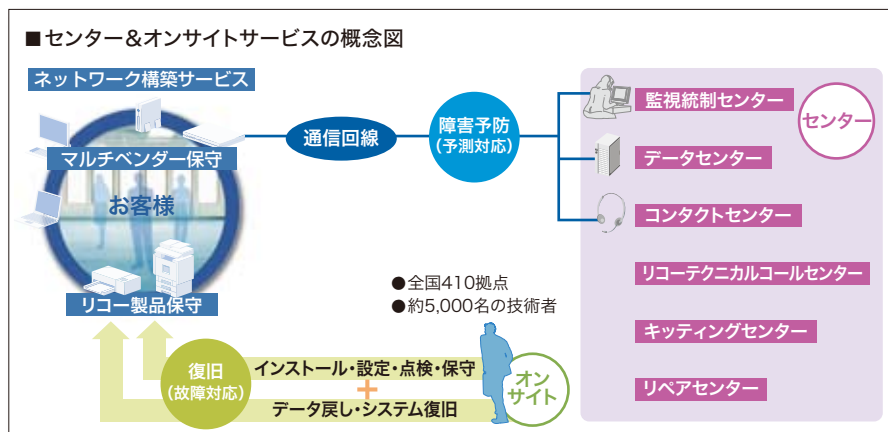 ■センター&オンサイトサービスの概念図
ネットワーク構築サービス
マルチベンダー保守
お客様
リコー製品保守
通信回線
障害予防
(予測対応)
センター
監視統制センター
データセンター
コンタクトセンター
リコーテクニカルコールセンター
キッティングセンター
リペアセンター
●全国410拠点
●約5,000名の技術者
復旧
(故障対応)
インストール・設定・点検・保守
+
データ戻し・システム復旧
オン
サイト